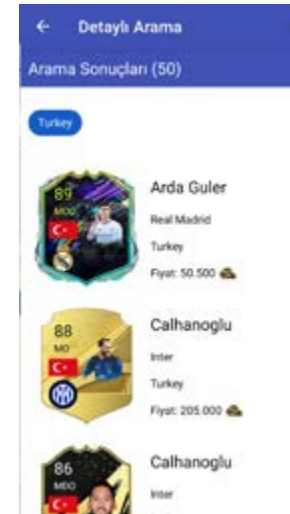 Detaylı Arama
Arama Sonuçları (50)
Turkey
89
MOO
Arda Guler
Real Madrid
Turkey
Fiyat: 50.500
88
MO
Calhanoglu
Inter
Turkey
Fiyat: 205.000
86
MDO
Calhanoglu
Inter